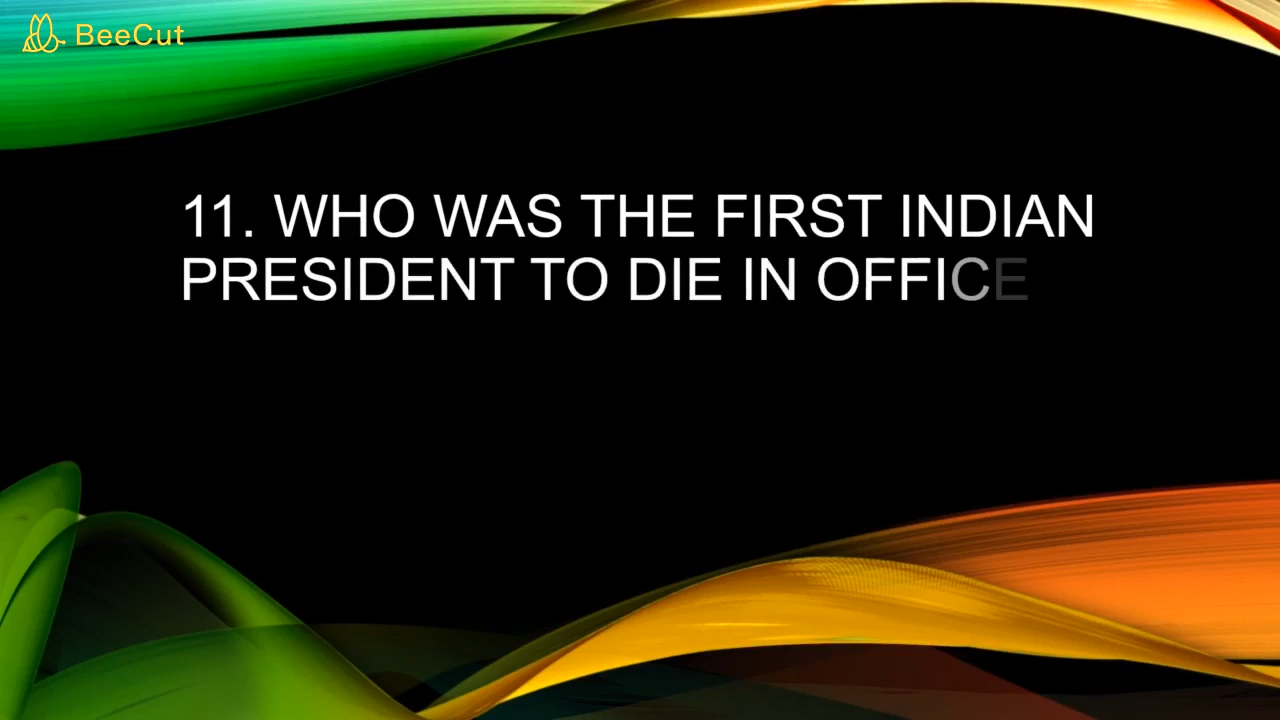 BeeCut
11. WHO WAS THE FIRST INDIAN
PRESIDENT TO DIE IN OFFICE